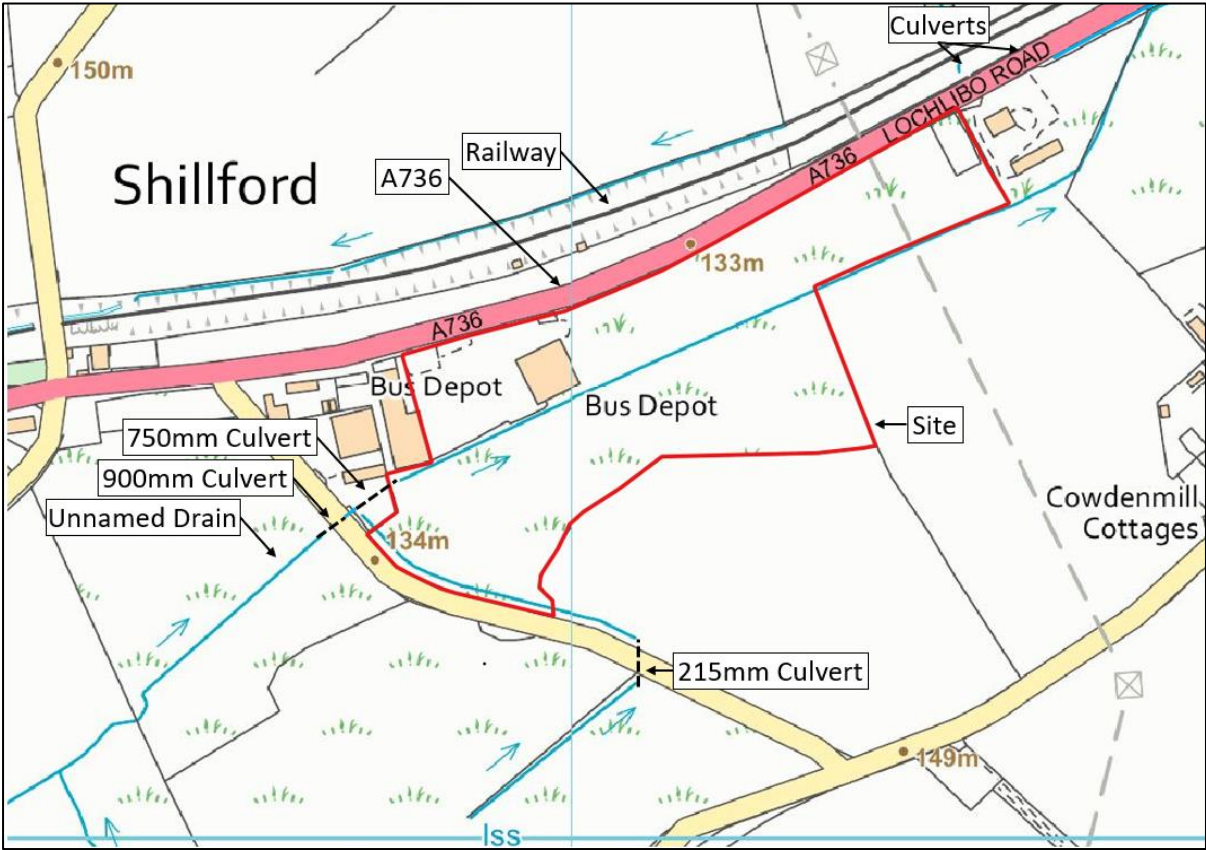 Culverts
150m
LOCHLIBO ROAD
Railway
A736
Shillford
A736
133m
A736
Bus Depot
Bus Depot
Site
750mm Culvert
900mm Culvert
Unnamed Drain
Cowdenmill
Cottages
134m
215mm Culvert
149m
Iss